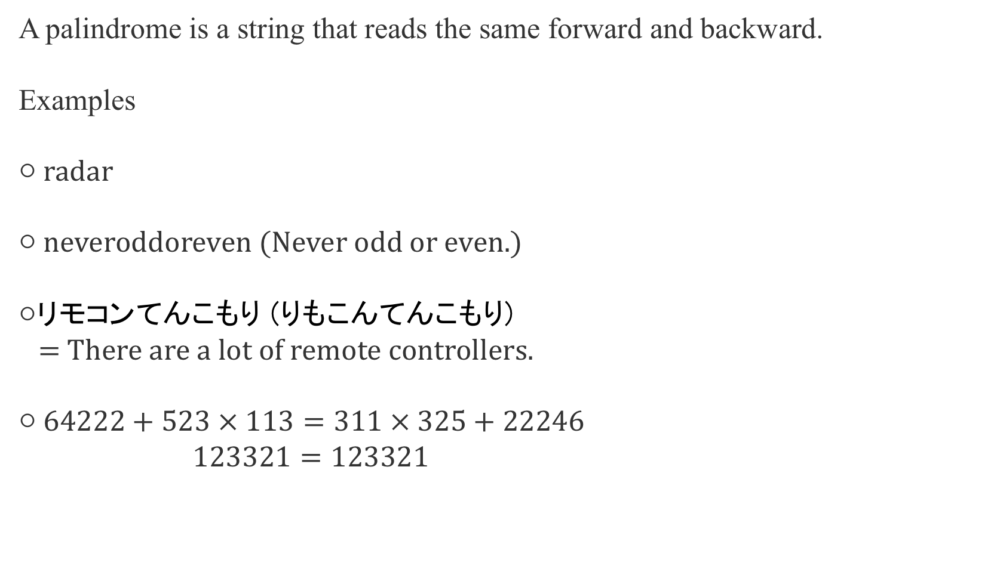 A palindrome is a string that reads the same forward and backward.
Examples
○ radar
○ neveroddoreven (Never odd or even.)
○リモコンてんこもり (りもこんてんこもり)
= There are a lot of remote controllers.
○ 64222 + 523 × 113 = 311 × 325 + 22246
123321 = 123321